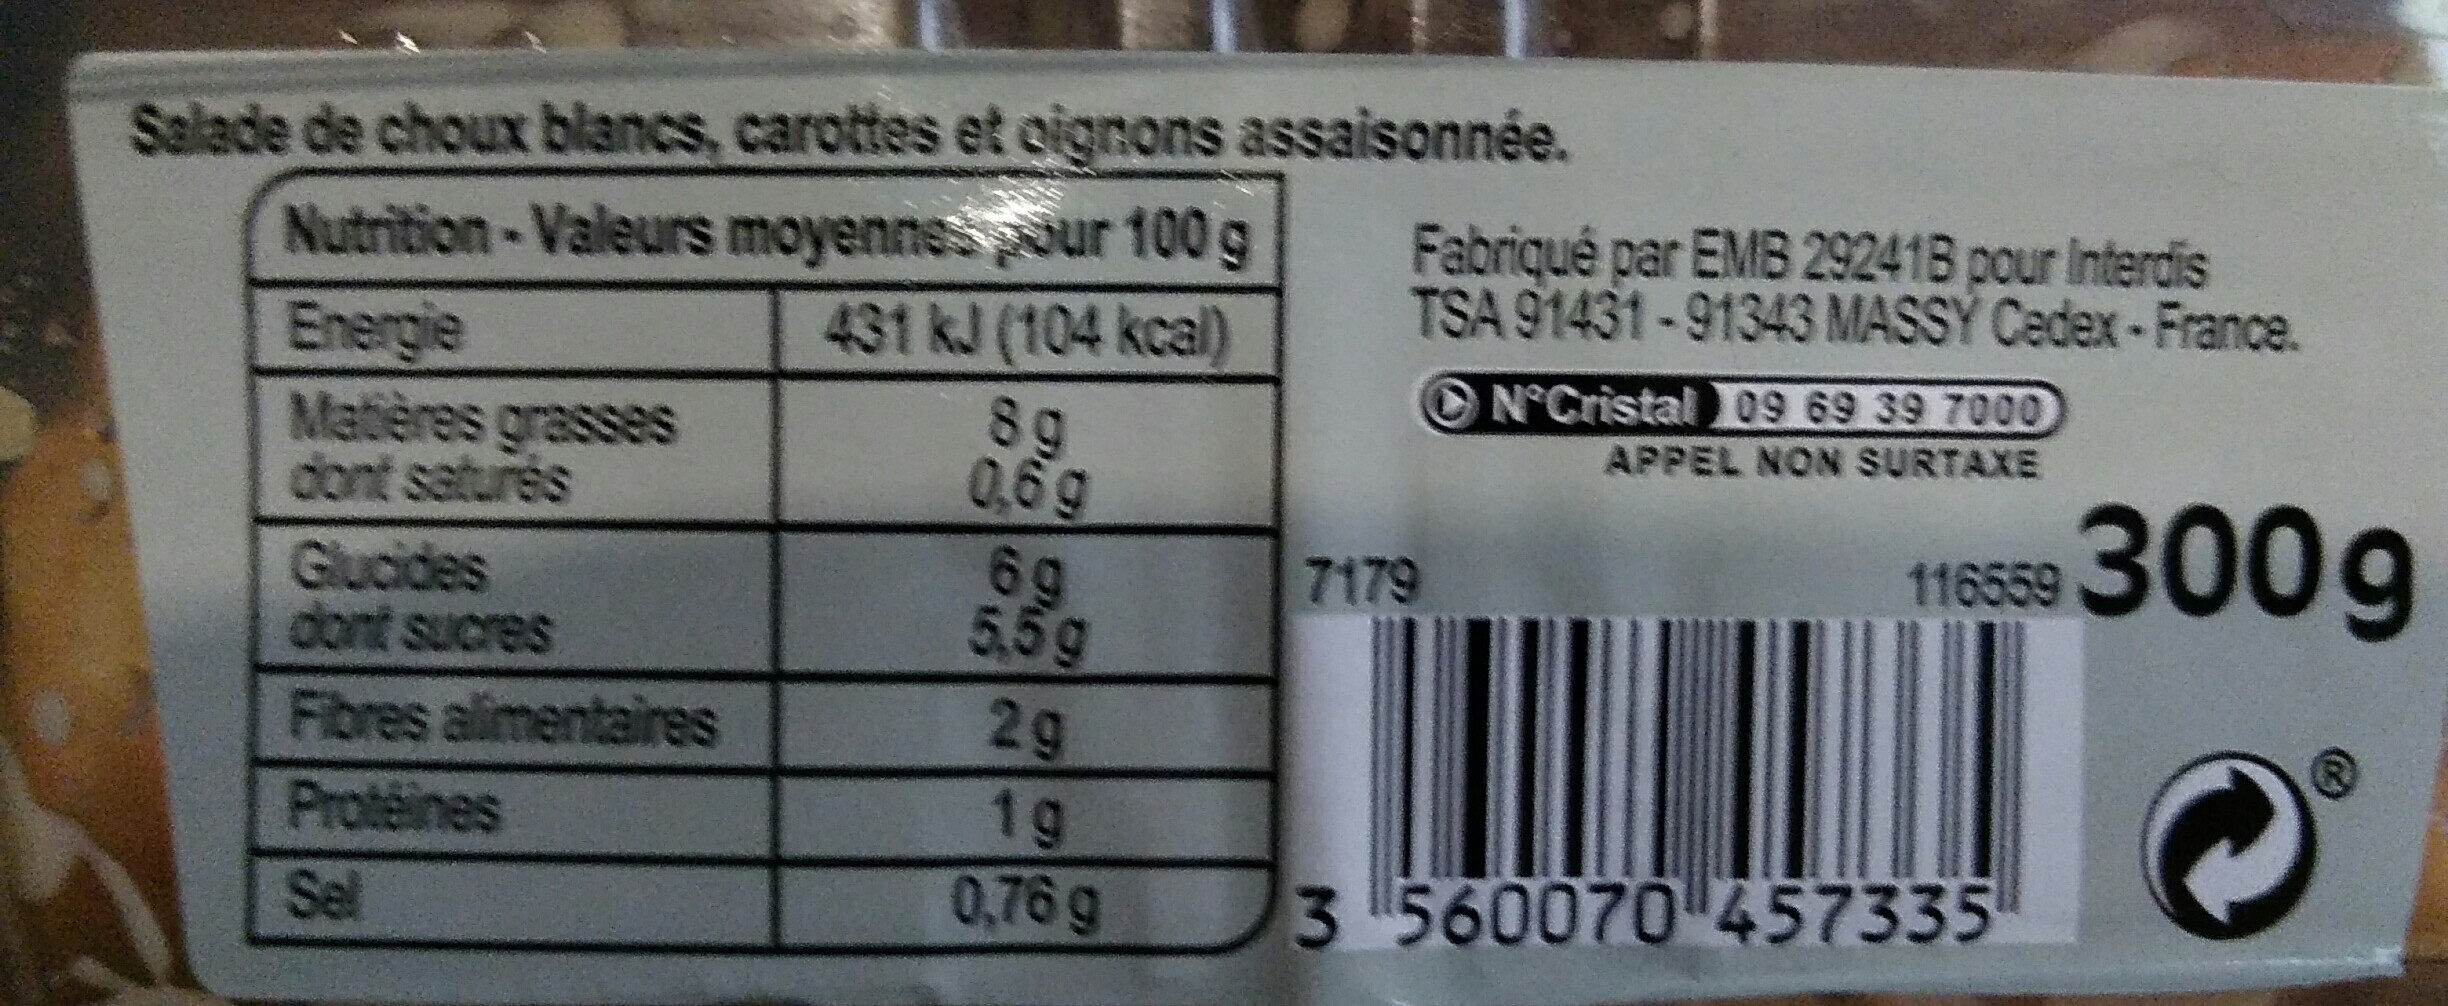 Salade de choux blancs, carottes et oignons assaisonnée.
Nutrition - Valeurs moyennes pour 100 g
Energie 431 kJ (104 kcal)
Matières grasses 8 g
dont saturés 0,6 g
Glucides 6 g
dont sucres 5,5 g
Fibres alimentaires 2 g
Protéines 1 g
Sel 0,76 g
Fabriqué par EMB 29241B pour Interdis
TSA 91431 - 91343 MASSY Cedex - France.
N°Cristal 09 69 39 7000
APPEL NON SURTAXE
300g
7179 116559
3 560070 457335
®